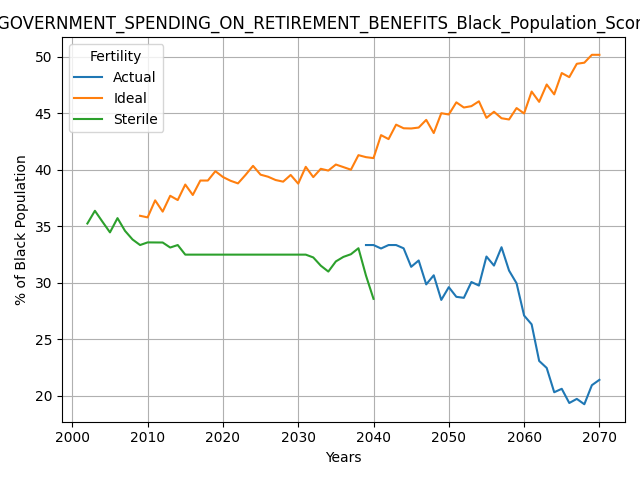 GOVERNMENT_SPENDING_ON_RETIREMENT_BENEFITS_Black_Population_Scor
Fertility
Actual
Ideal
Sterile
% of Black Population
50
45
40
35
30
25
20
2000 2010 2020 2030 2040 2050 2060 2070
Years